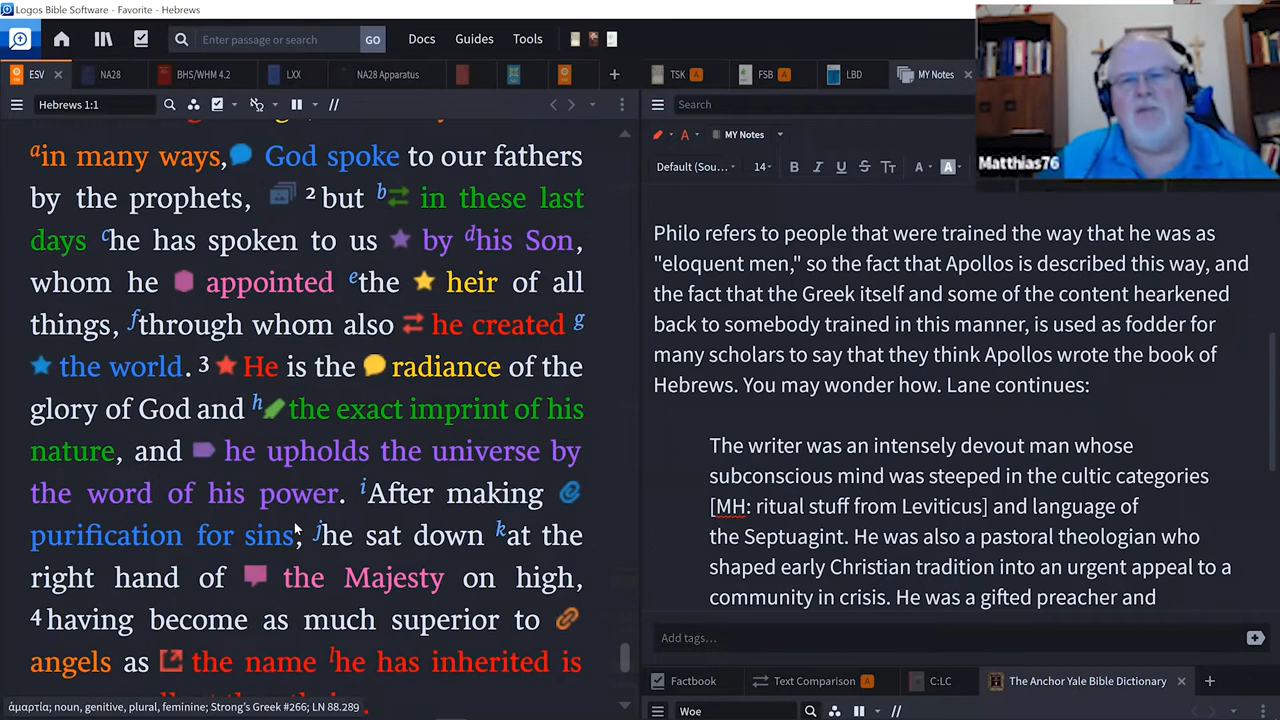 Logos Bible Software - Favorite - Hebrews
Enter passage or search GO Docs Guides Tools
ESV NA28 BHS/WHM 4.2 LXX NA28 Apparatus
TSK A FSB A LBD MY Notes
Hebrews 1:1
Search
MY Notes
Default (Sou... 14 B I U S Tт A A
Matthias76
a in many ways, God spoke to our fathers
by the prophets, 2 but b in these last
days c he has spoken to us by d his Son,
whom he appointed e the heir of all
things, f through whom also he created g
the world. 3 He is the radiance of the
glory of God and h the exact imprint of his
nature, and he upholds the universe by
the word of his power. i After making
purification for sins, j he sat down k at the
right hand of the Majesty on high,
4 having become as much superior to
angels as the name l he has inherited is
ἁμαρτία; noun, genitive, plural, feminine; Strong's Greek #266; LN 88.289
Philo refers to people that were trained the way that he was as
"eloquent men," so the fact that Apollos is described this way, and
the fact that the Greek itself and some of the content hearkened
back to somebody trained in this manner, is used as fodder for
many scholars to say that they think Apollos wrote the book of
Hebrews. You may wonder how. Lane continues:
The writer was an intensely devout man whose
subconscious mind was steeped in the cultic categories
[MH: ritual stuff from Leviticus] and language of
the Septuagint. He was also a pastoral theologian who
shaped early Christian tradition into an urgent appeal to a
community in crisis. He was a gifted preacher and
Add tags...
Factbook Text Comparison A C:LC The Anchor Yale Bible Dictionary
Woe